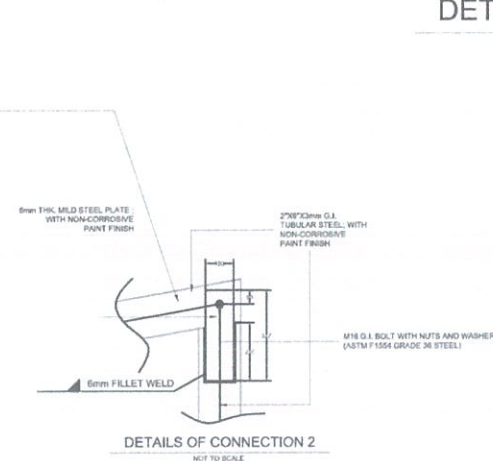 DET
6mm THK. MILD STEEL PLATE
WITH NON-CORROSIVE
PAINT FINISH
2"X6"X3mm G.I.
TUBULAR STEEL, WITH
NON-CORROSIVE
PAINT FINISH
M16 G.I. BOLT WITH NUTS AND WASHER
(ASTM F1554 GRADE 36 STEEL)
6mm FILLET WELD
DETAILS OF CONNECTION 2
NOT TO SCALE